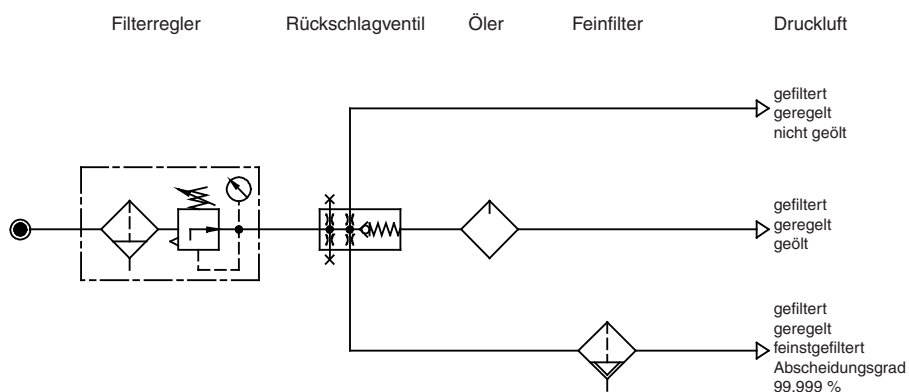 Filterregler
Rückschlagventil
Öler
Feinfilter
Druckluft
gefiltert
geregelt
nicht geölt
gefiltert
geregelt
geölt
gefiltert
geregelt
feinstgefiltert
Abscheidungsgrad
99,999 %